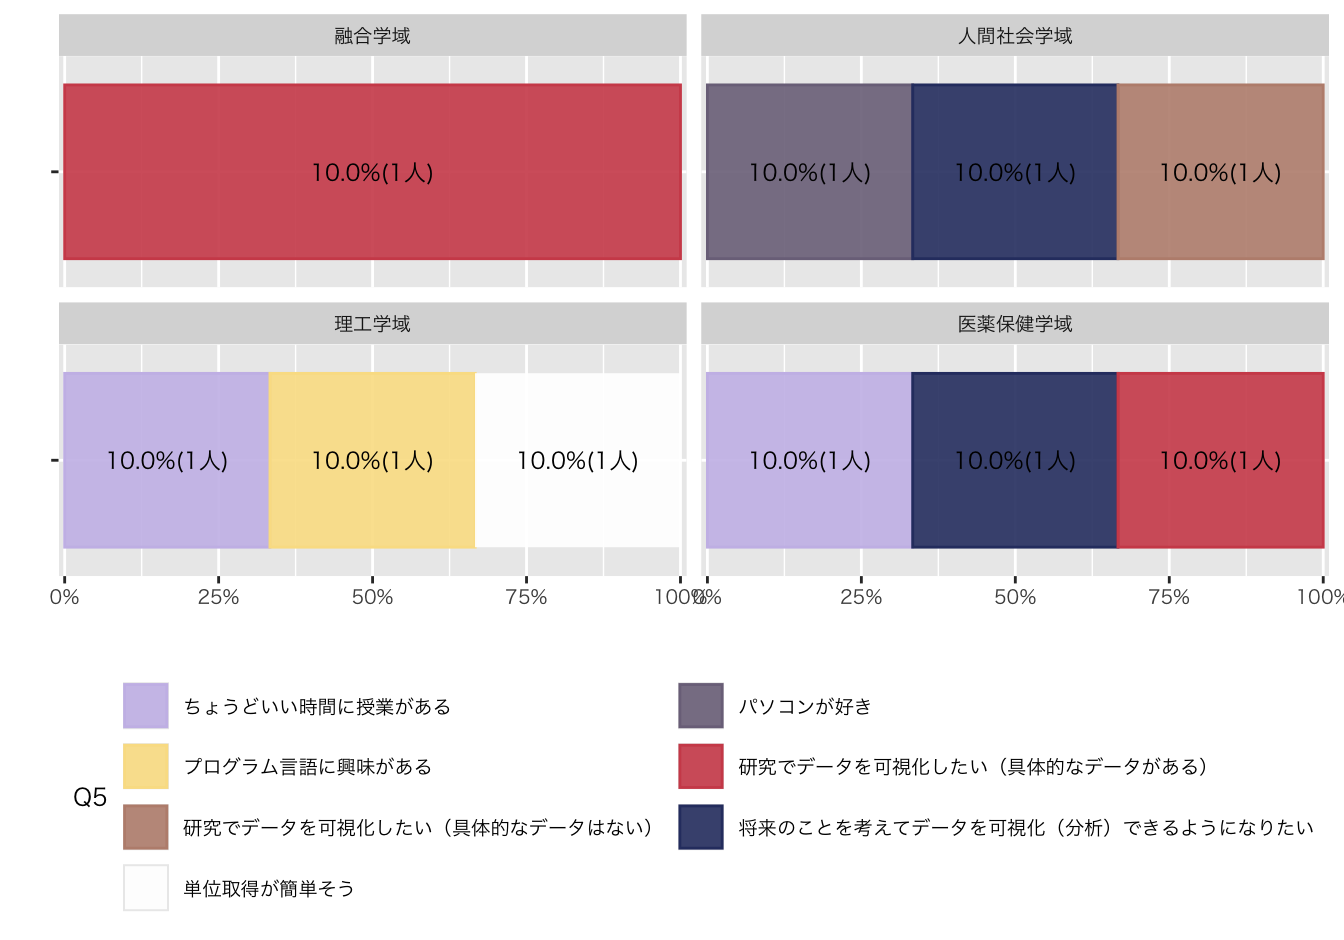 融合学域
人間社会学域
10.0%(1人)
10.0%(1人)
10.0%(1人)
10.0%(1人)
理工学域
医薬保健学域
10.0%(1人)
10.0%(1人)
10.0%(1人)
10.0%(1人)
10.0%(1人)
10.0%(1人)
0%
25%
50%
75%
100%
0%
25%
50%
75%
100%
Q5
ちょうどいい時間に授業がある
パソコンが好き
プログラム言語に興味がある
研究でデータを可視化したい（具体的なデータがある）
研究でデータを可視化したい（具体的なデータはない）
将来のことを考えてデータを可視化（分析）できるようになりたい
単位取得が簡単そう